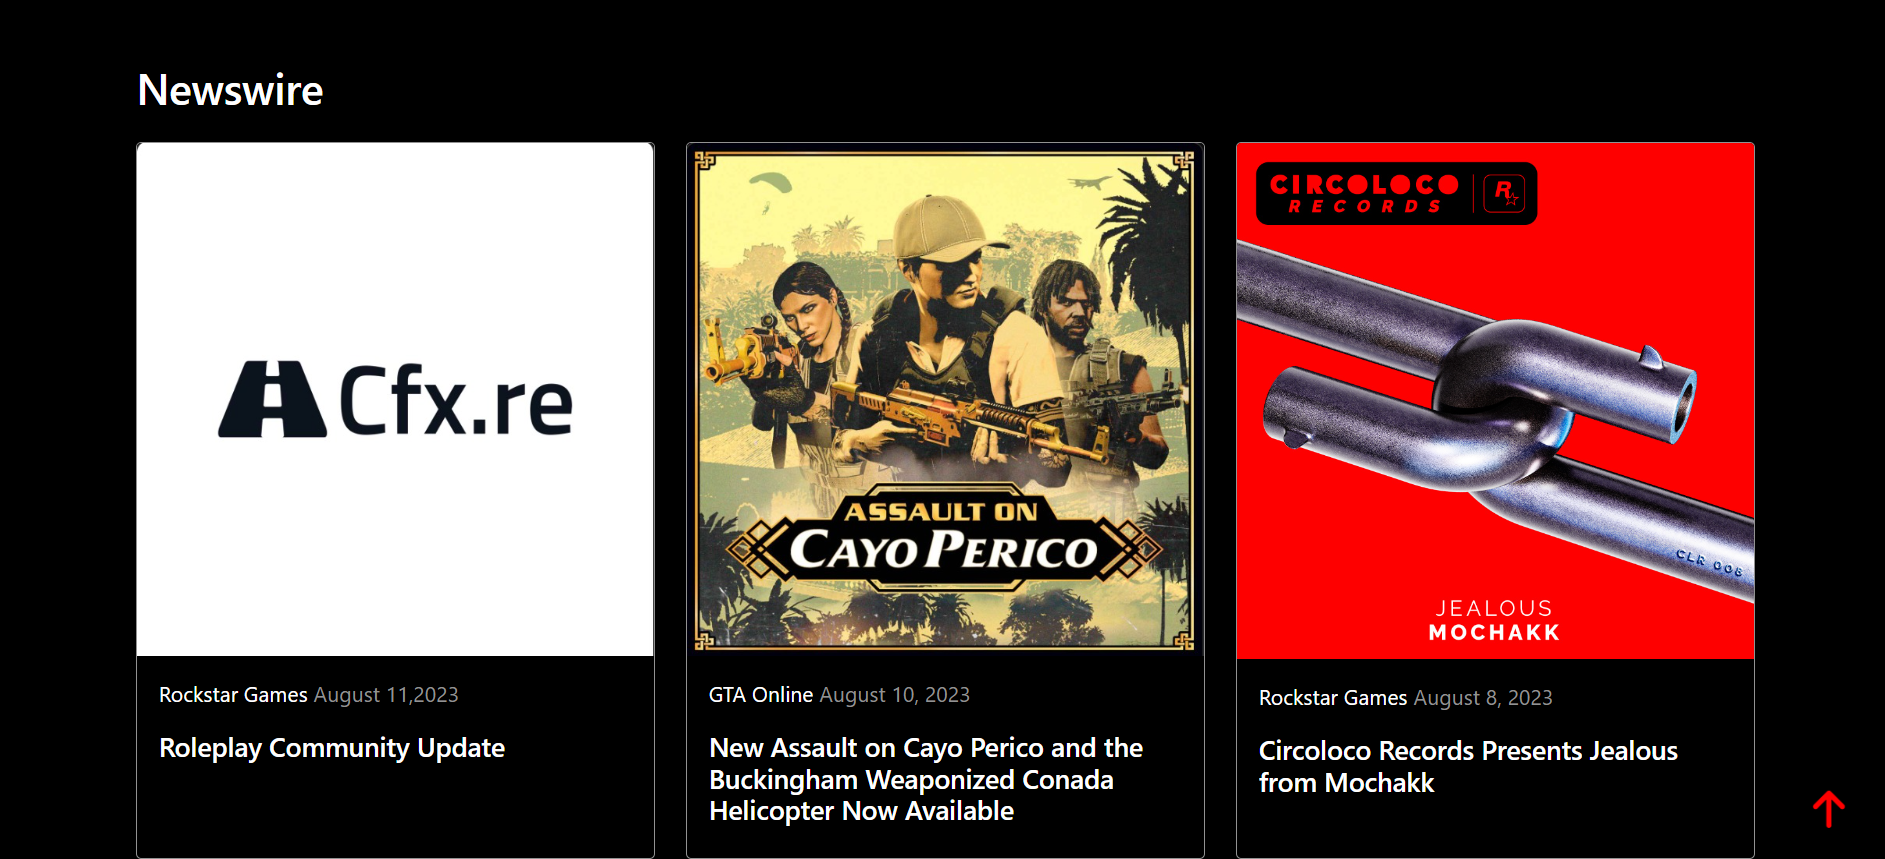 Newswire
Cfx.re
Rockstar Games August 11,2023
Roleplay Community Update
ASSAULT ON
CAYO PERICO
GTA Online August 10, 2023
New Assault on Cayo Perico and the
Buckingham Weaponized Conada
Helicopter Now Available
CIRCOLOCO
RECORDS
R
CLR 008
JEALOUS
MOCHAKK
Rockstar Games August 8, 2023
Circoloco Records Presents Jealous
from Mochakk